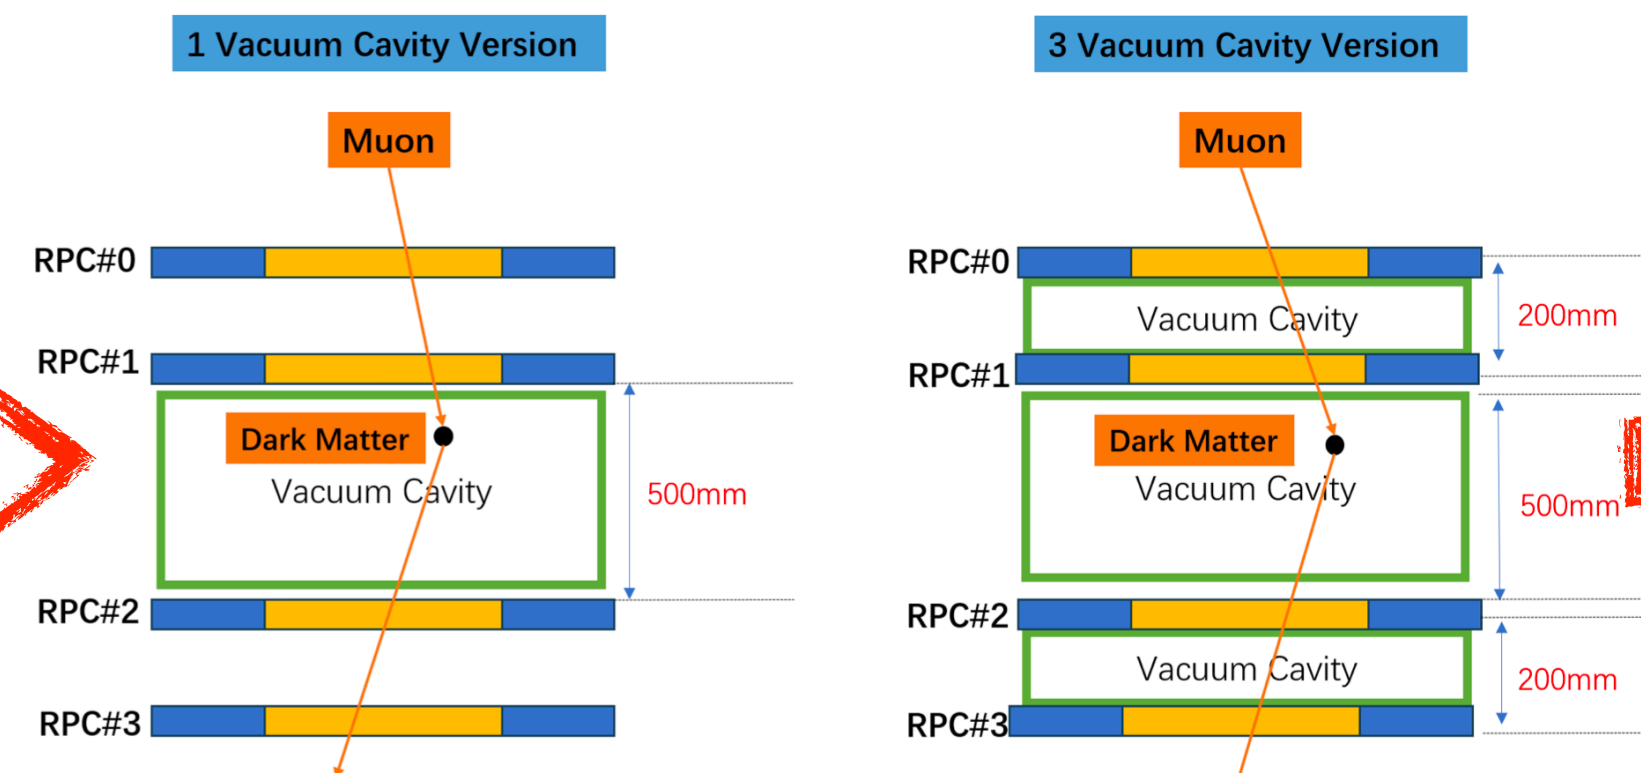 1 Vacuum Cavity Version
Muon
RPC#0
RPC#1
Dark Matter
Vacuum Cavity
500mm
RPC#2
RPC#3
3 Vacuum Cavity Version
Muon
RPC#0
Vacuum Cavity
200mm
RPC#1
Dark Matter
Vacuum Cavity
500mm
RPC#2
Vacuum Cavity
200mm
RPC#3